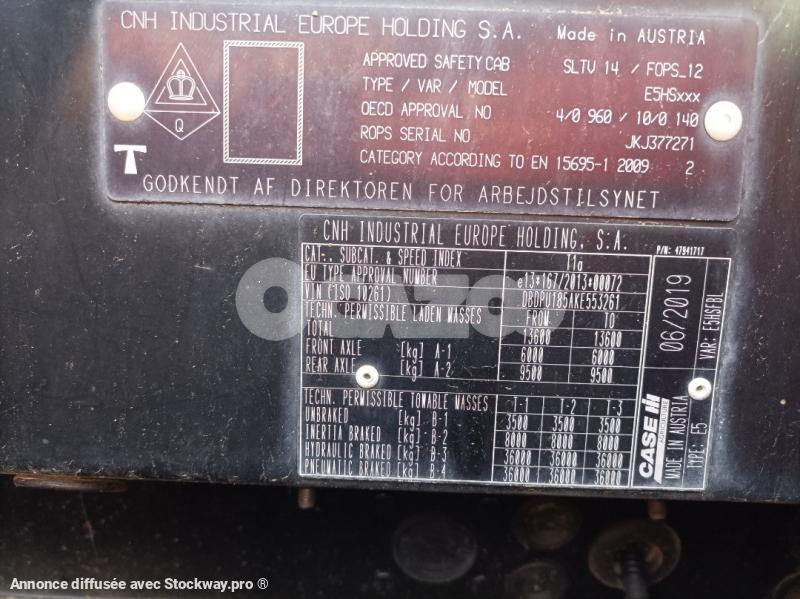 CNH INDUSTRIAL EUROPE HOLDING S.A. Made in AUSTRIA
APPROVED SAFETY CAB SLTV 14 / FOPS_12
TYPE / VAR / MODEL E5HSxxx
OECD APPROVAL NO 4/0 960 / 10/0 140
ROPS SERIAL NO JKJ377271
CATEGORY ACCORDING TO EN 15695-1 2009 2
Q
T
GODKENDT AF DIREKTOREN FOR ARBEJDSTILSYNET
CNH INDUSTRIAL EUROPE HOLDING, S.A. P/N: 47941717
CAT., SUBCAT. & SPEED INDEX T1a
EU TYPE APPROVAL NUMBER e13*167/2013*00072
VIN (ISO 10261) DBDPU185AKE553261
TECHN. PERMISSIBLE LADEN MASSES FROM TO
TOTAL 13600 13600
FRONT AXLE [kg] A-1 6000 6000
REAR AXLE [kg] A-2 9500 9500
TECHN. PERMISSIBLE TOWABLE MASSES T-1 T-2 T-3
UNBRAKED [kg] B-1 3500 3500 3500
INERTIA BRAKED [kg] B-2 8000 8000 8000
HYDRAULIC BRAKED [kg] B-3 36000 36000 36000
PNEUMATIC BRAKED [kg] B-4 36000 36000 36000
06/2019
VAR: E5HSFBL
CASE IH
AGRICULTURE
MADE IN AUSTRIA
TYPE: E5
Annonce diffusée avec Stockway.pro ®